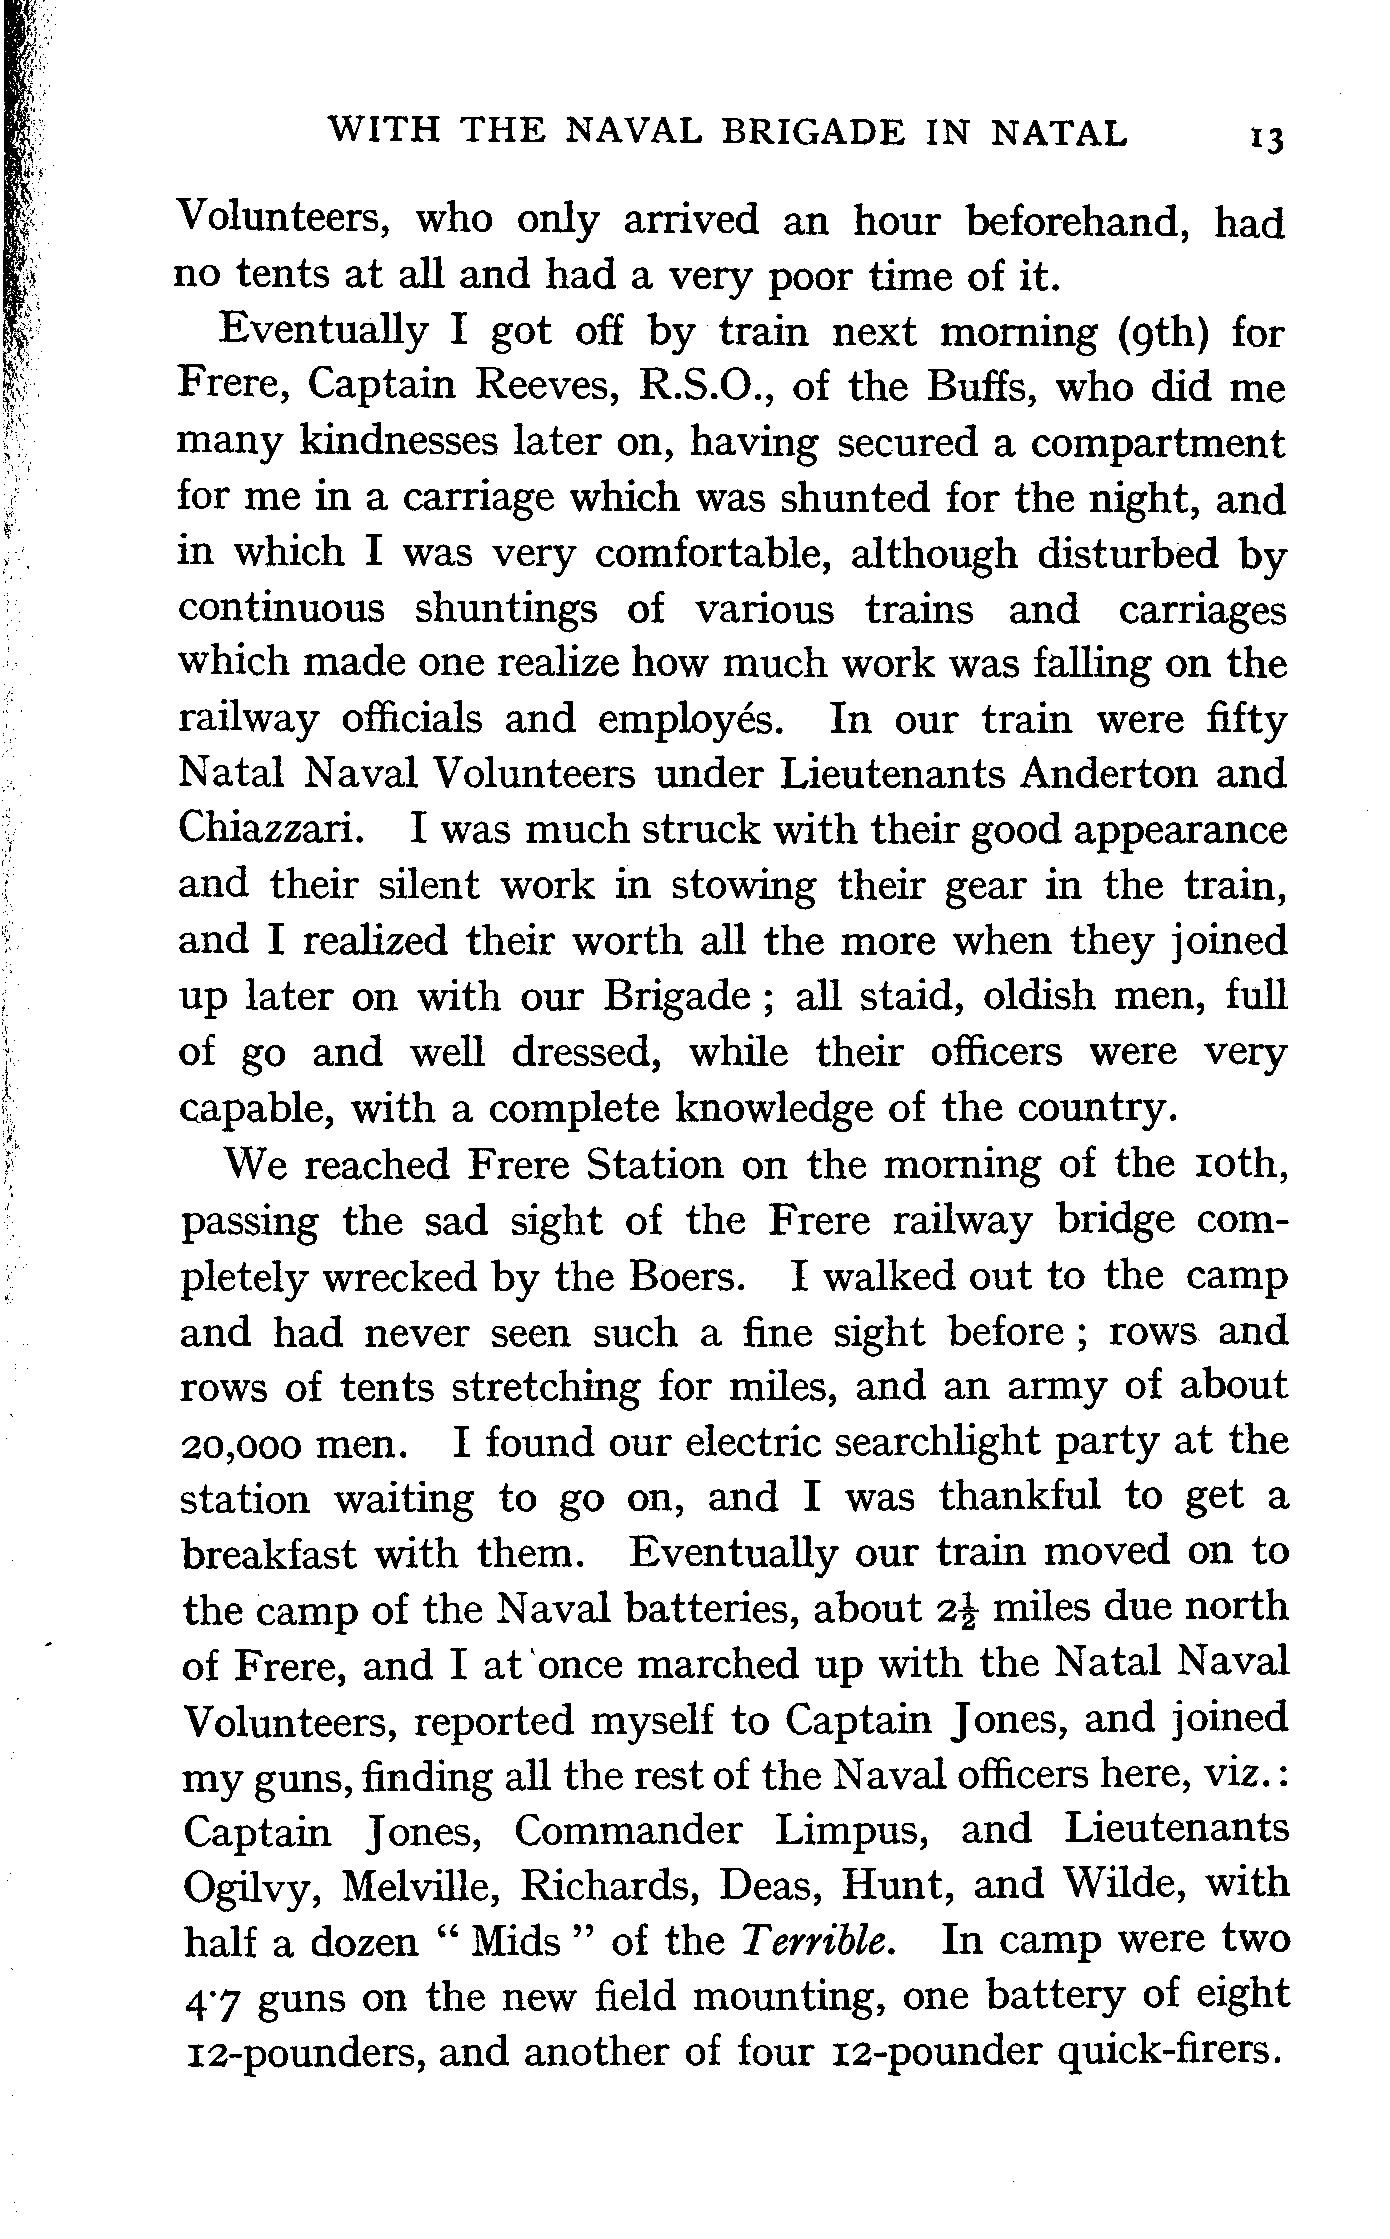 WITH THE NAVAL BRIGADE IN NATAL 13
Volunteers, who only arrived an hour beforehand, had
no tents at all and had a very poor time of it.
Eventually I got off by train next morning (9th) for
Frere, Captain Reeves, R.S.O., of the Buffs, who did me
many kindnesses later on, having secured a compartment
for me in a carriage which was shunted for the night, and
in which I was very comfortable, although disturbed by
continuous shuntings of various trains and carriages
which made one realize how much work was falling on the
railway officials and employés. In our train were fifty
Natal Naval Volunteers under Lieutenants Anderton and
Chiazzari. I was much struck with their good appearance
and their silent work in stowing their gear in the train,
and I realized their worth all the more when they joined
up later on with our Brigade ; all staid, oldish men, full
of go and well dressed, while their officers were very
capable, with a complete knowledge of the country.
We reached Frere Station on the morning of the 10th,
passing the sad sight of the Frere railway bridge com-
pletely wrecked by the Boers. I walked out to the camp
and had never seen such a fine sight before ; rows and
rows of tents stretching for miles, and an army of about
20,000 men. I found our electric searchlight party at the
station waiting to go on, and I was thankful to get a
breakfast with them. Eventually our train moved on to
the camp of the Naval batteries, about 2½ miles due north
of Frere, and I at once marched up with the Natal Naval
Volunteers, reported myself to Captain Jones, and joined
my guns, finding all the rest of the Naval officers here, viz.:
Captain Jones, Commander Limpus, and Lieutenants
Ogilvy, Melville, Richards, Deas, Hunt, and Wilde, with
half a dozen “ Mids ” of the Terrible. In camp were two
4·7 guns on the new field mounting, one battery of eight
12-pounders, and another of four 12-pounder quick-firers.